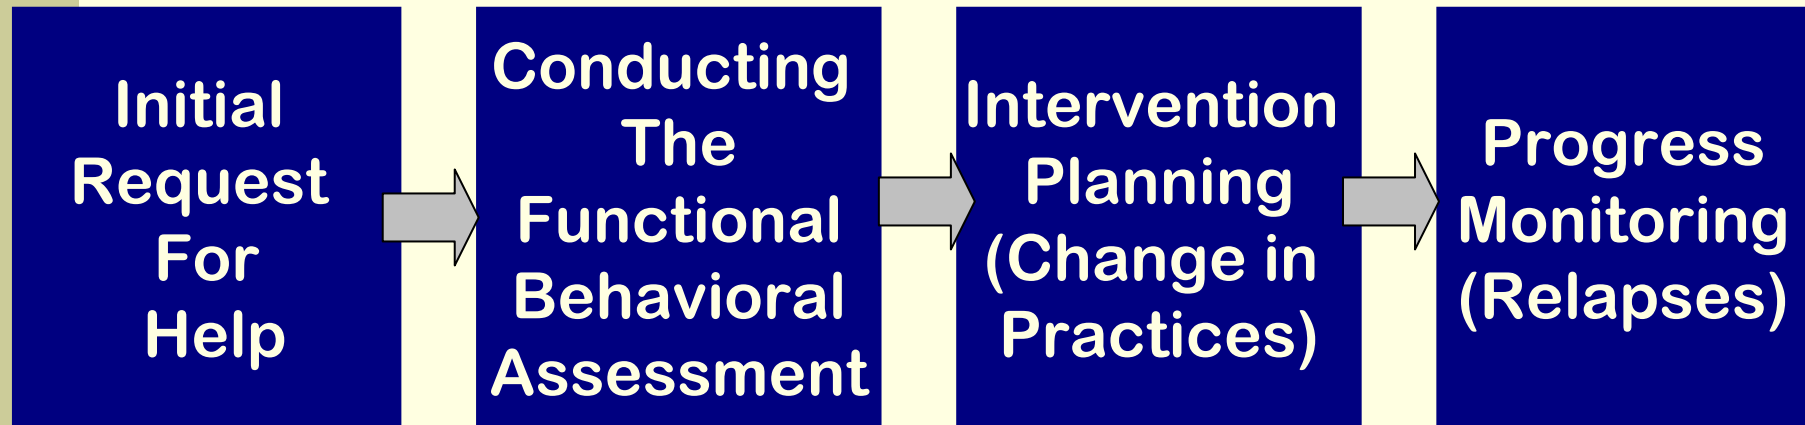 Initial
Request
For
Help
Conducting
The
Functional
Behavioral
Assessment
Intervention
Planning
(Change in
Practices)
Progress
Monitoring
(Relapses)